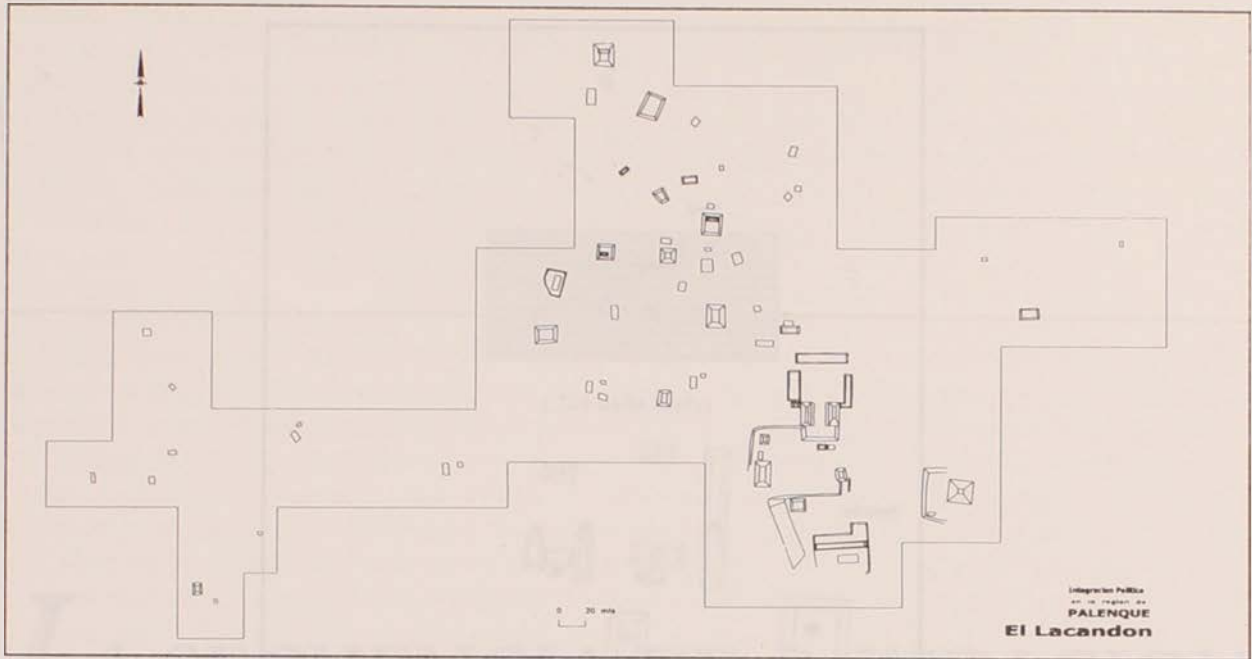 0 20 mts
Integracion Politica
en la region de
PALENQUE
El Lacandon